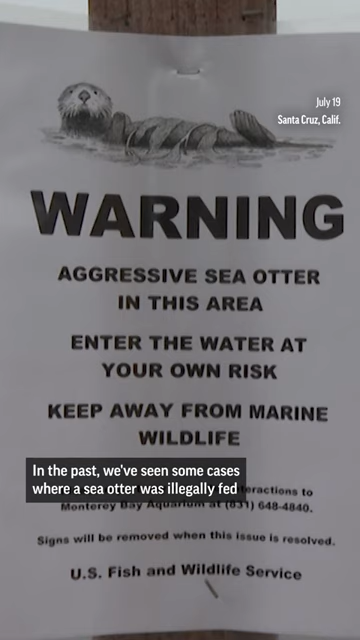 July 19
Santa Cruz, Calif.
WARNING
AGGRESSIVE SEA OTTER
IN THIS AREA
ENTER THE WATER AT
YOUR OWN RISK
KEEP AWAY FROM MARINE
WILDLIFE
In the past, we've seen some cases
where a sea otter was illegally fed
to
Monterey Bay Aquarium at (831) 648-4840.
Signs will be removed when this issue is resolved.
U.S. Fish and Wildlife Service